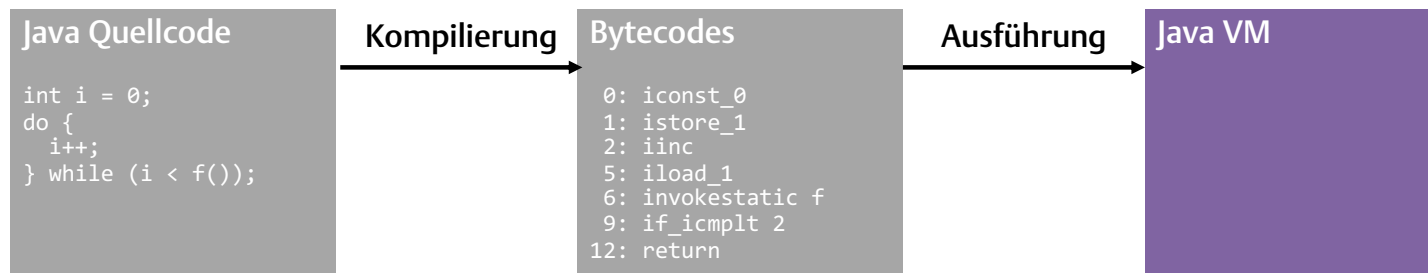 Java Quellcode
int i = 0;
do {
  i++;
} while (i < f());
Kompilierung
Bytecodes
 0: iconst_0
 1: istore_1
 2: iinc
 5: iload_1
 6: invokestatic f
 9: if_icmplt 2
12: return
Ausführung
Java VM